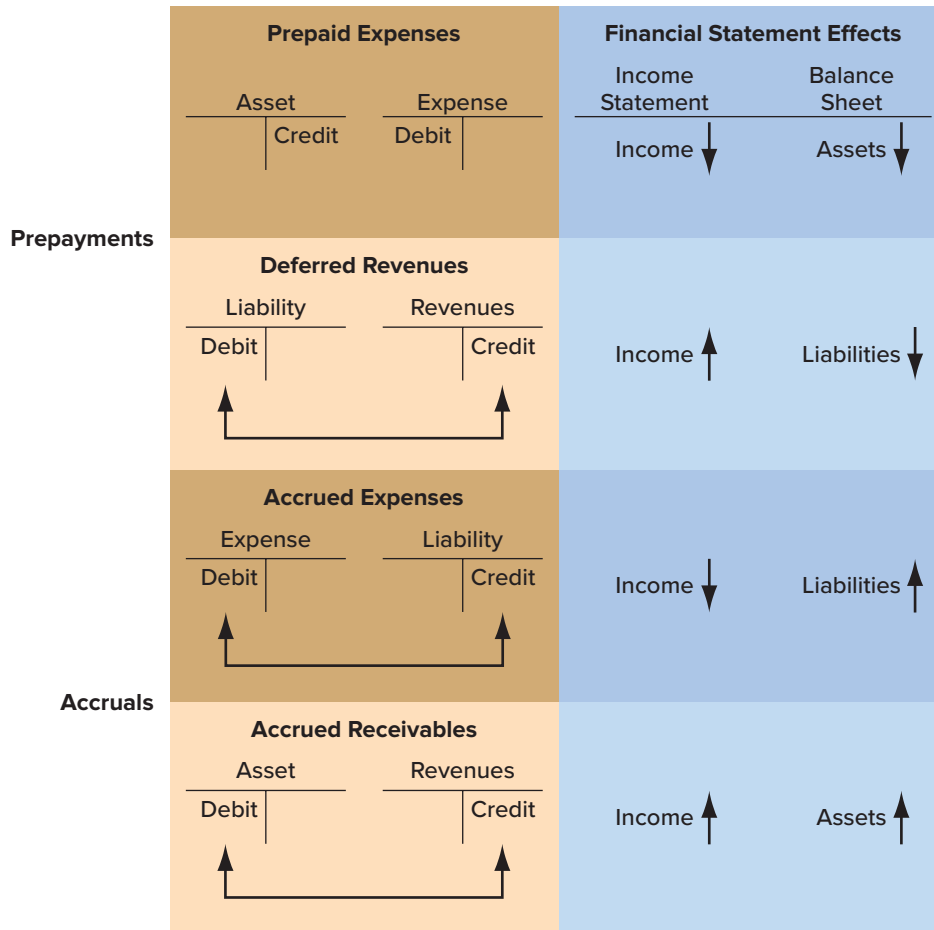 Prepaid Expenses
Financial Statement Effects
Income
Statement
Balance
Sheet
Asset
Expense
Credit
Debit
Income
Assets
Prepayments
Deferred Revenues
Liability
Revenues
Debit
Credit
Income
Liabilities
Accrued Expenses
Expense
Liability
Debit
Credit
Income
Liabilities
Accruals
Accrued Receivables
Asset
Revenues
Debit
Credit
Income
Assets